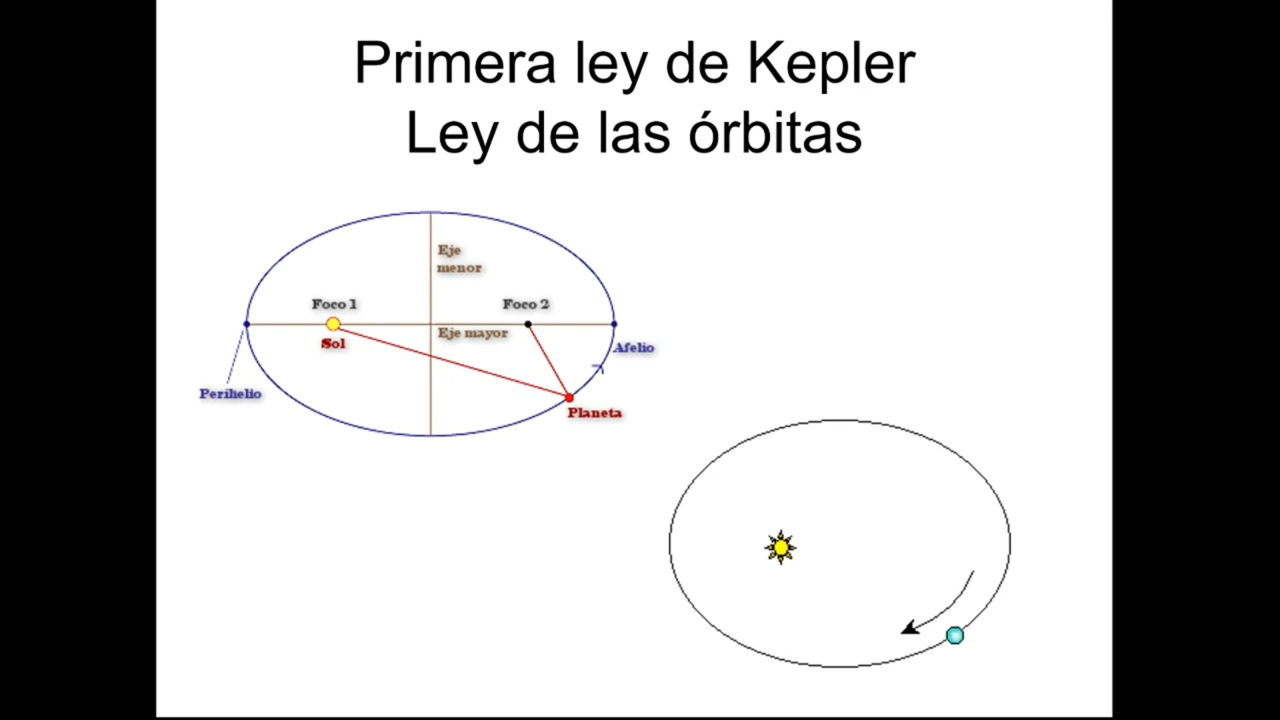 Primera ley de Kepler
Ley de las órbitas
Eje
menor
Foco 1
Foco 2
Eje mayor
Sol
Afelio
Perihelio
Planeta